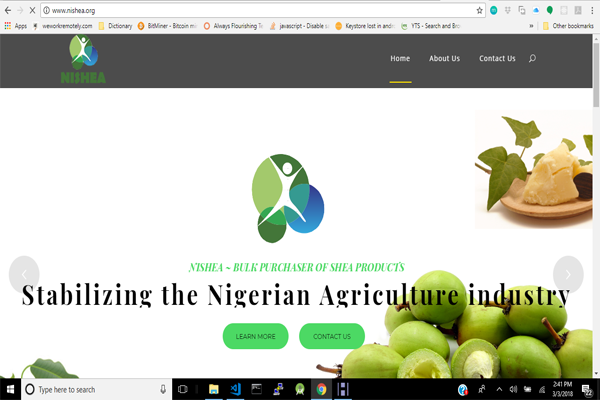 www.nishea.org
Apps weworkremotely.com Dictionary BitMiner - Bitcoin m Always Flourishing Te javascript - Disable s Keystore lost in andr YTS - Search and Bro » Other bookmarks
NISHEA
Home About Us Contact Us
NISHEA ~ BULK PURCHASER OF SHEA PRODUCTS
Stabilizing the Nigerian Agriculture industry
LEARN MORE CONTACT US
Type here to search
2:41 PM
3/3/2018
22